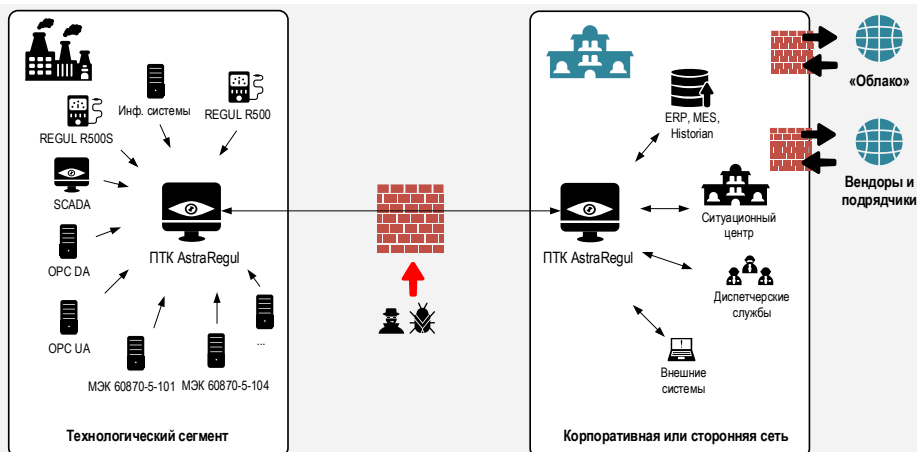 Инф. системы
REGUL R500
REGUL R500S
SCADA
ПТК AstraRegul
OPC DA
OPC UA
...
МЭК 60870-5-101
МЭК 60870-5-104
Технологический сегмент
ERP, MES,
Historian
ПТК AstraRegul
Ситуационный
центр
Диспетчерские
службы
Внешние
системы
Корпоративная или сторонняя сеть
«Облако»
Вендоры и
подрядчики